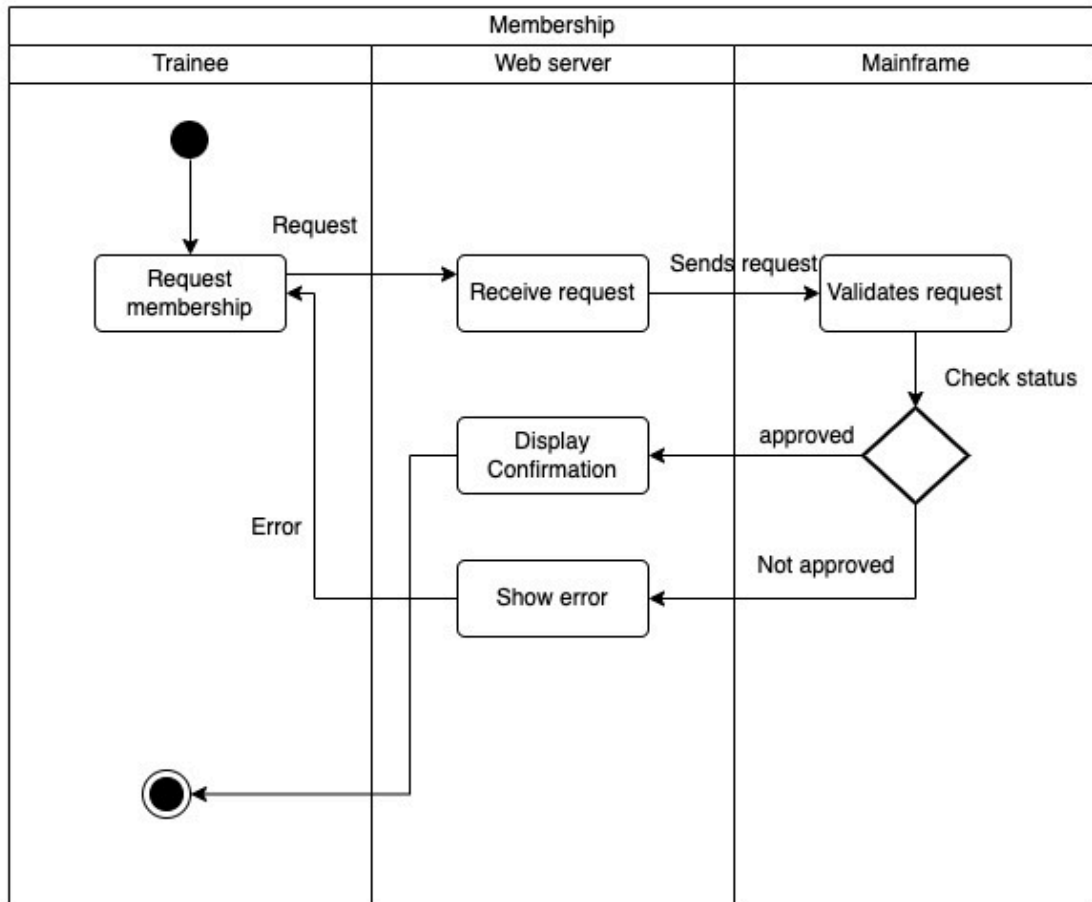 Membership
Trainee
Web server
Mainframe
Request
Request
membership
Receive request
Sends request
Validates request
Check status
Display
Confirmation
approved
Error
Show error
Not approved